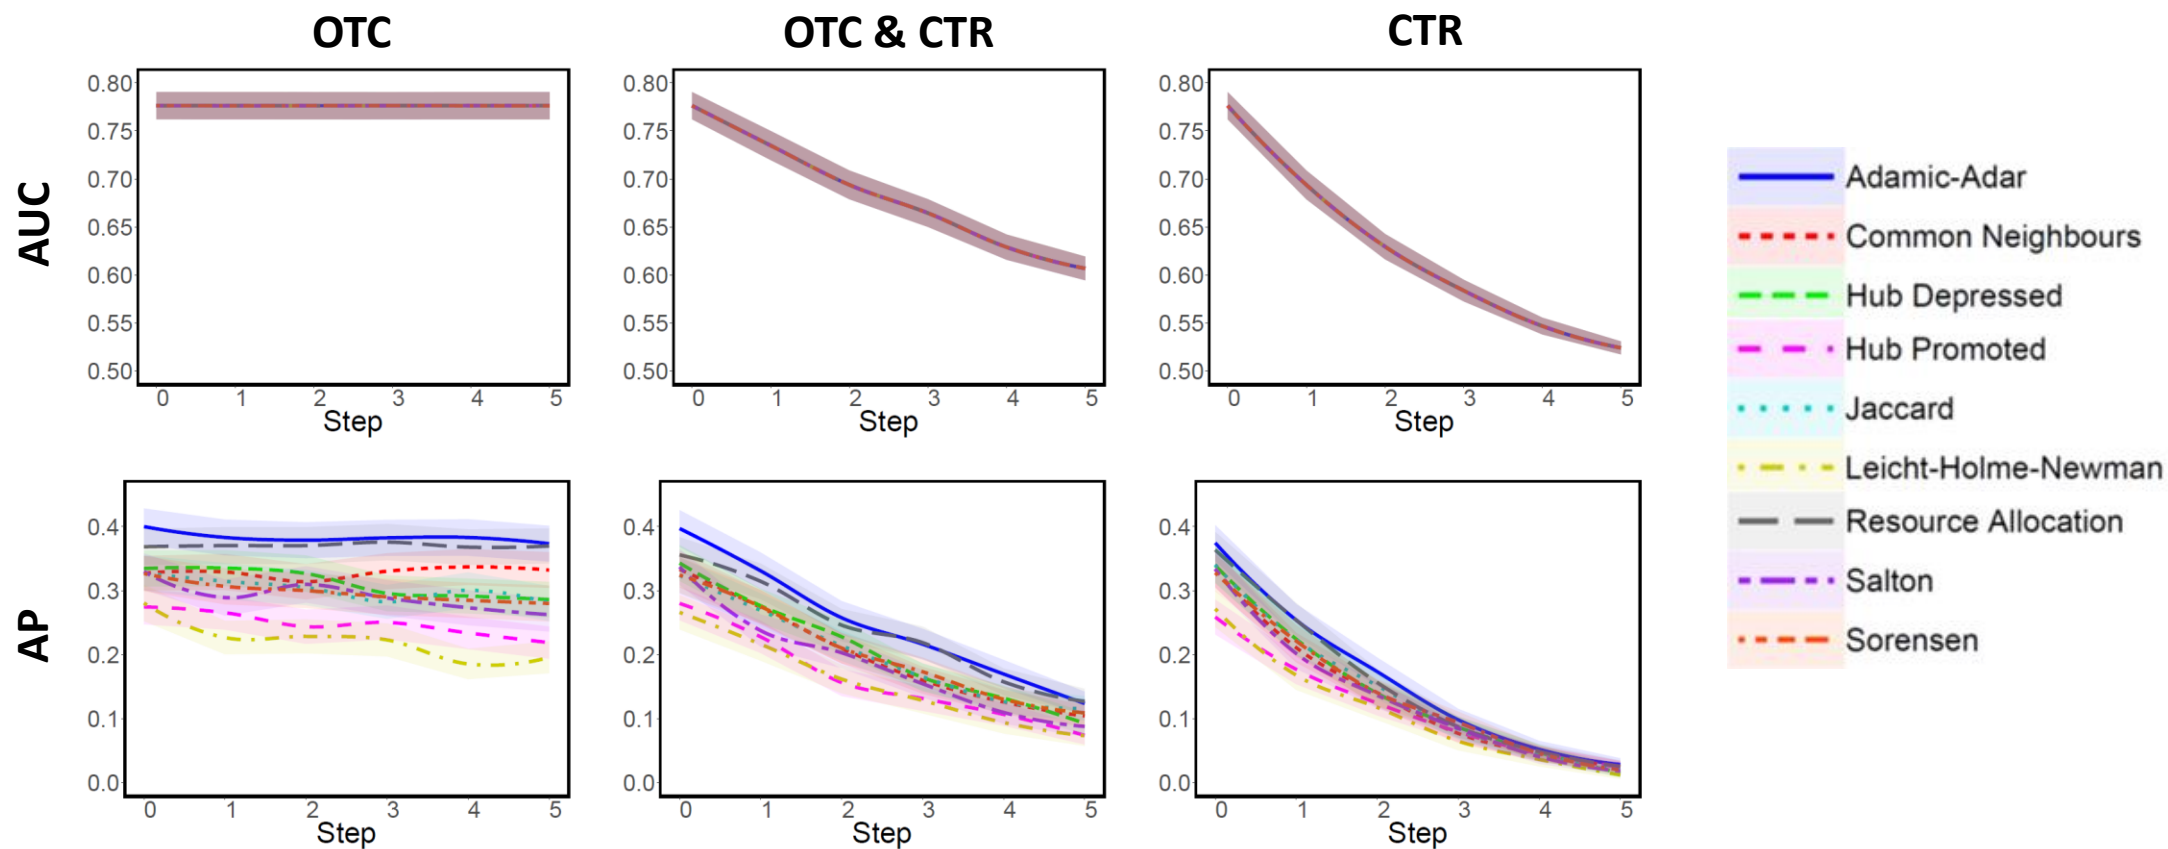 OTC
OTC & CTR
CTR
AUC
0.80
0.75
0.70
0.65
0.60
0.55
0.50
0 1 2 3 4 5
Step
0.80
0.75
0.70
0.65
0.60
0.55
0.50
0 1 2 3 4 5
Step
0.80
0.75
0.70
0.65
0.60
0.55
0.50
0 1 2 3 4 5
Step
AP
0.4
0.3
0.2
0.1
0.0
0 1 2 3 4 5
Step
0.4
0.3
0.2
0.1
0.0
0 1 2 3 4 5
Step
0.4
0.3
0.2
0.1
0.0
0 1 2 3 4 5
Step
Adamic-Adar
Common Neighbours
Hub Depressed
Hub Promoted
Jaccard
Leicht-Holme-Newman
Resource Allocation
Salton
Sorensen